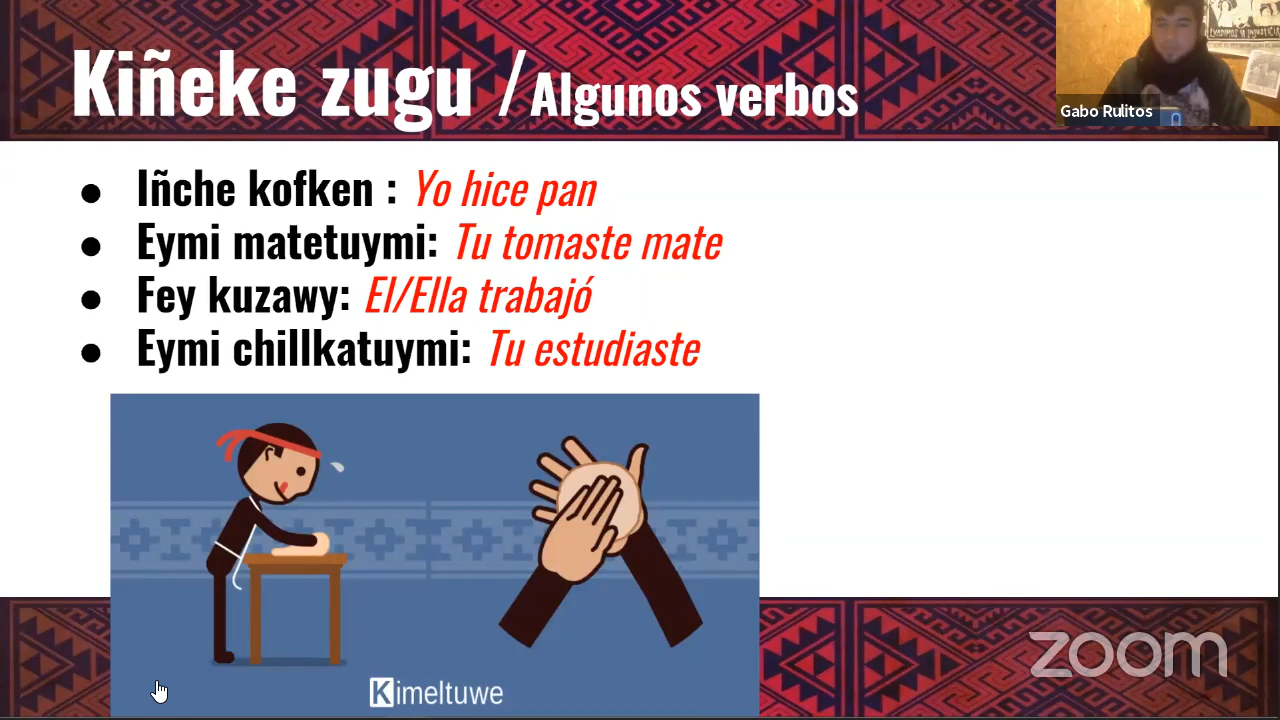 Kiñeke zugu /Algunos verbos
Gabo Rulitos
● Iñche kofken : Yo hice pan
● Eymi matetuymi: Tu tomaste mate
● Fey kuzawy: El/Ella trabajó
● Eymi chillkatuymi: Tu estudiaste
Kimeltuwe
zoom